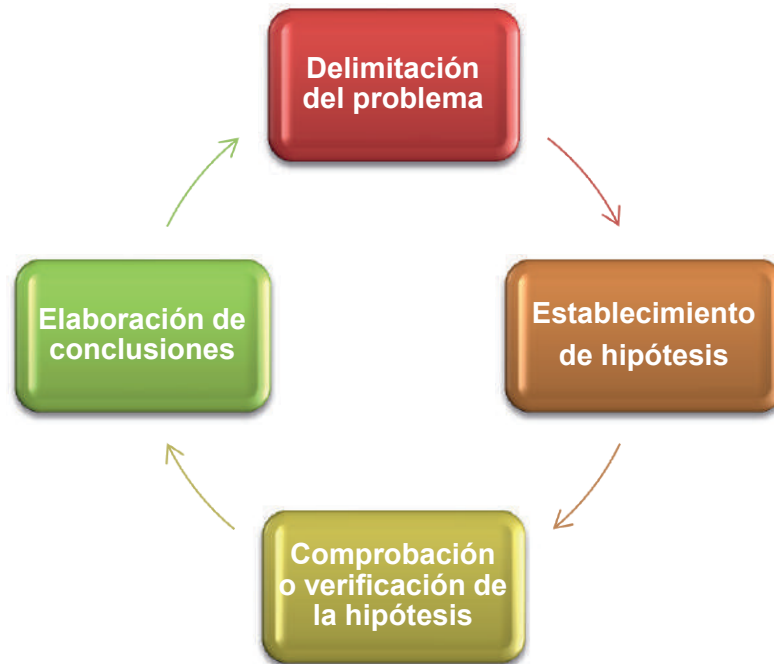 Delimitación
del problema
Establecimiento
de hipótesis
Comprobación
o verificación de
la hipótesis
Elaboración de
conclusiones